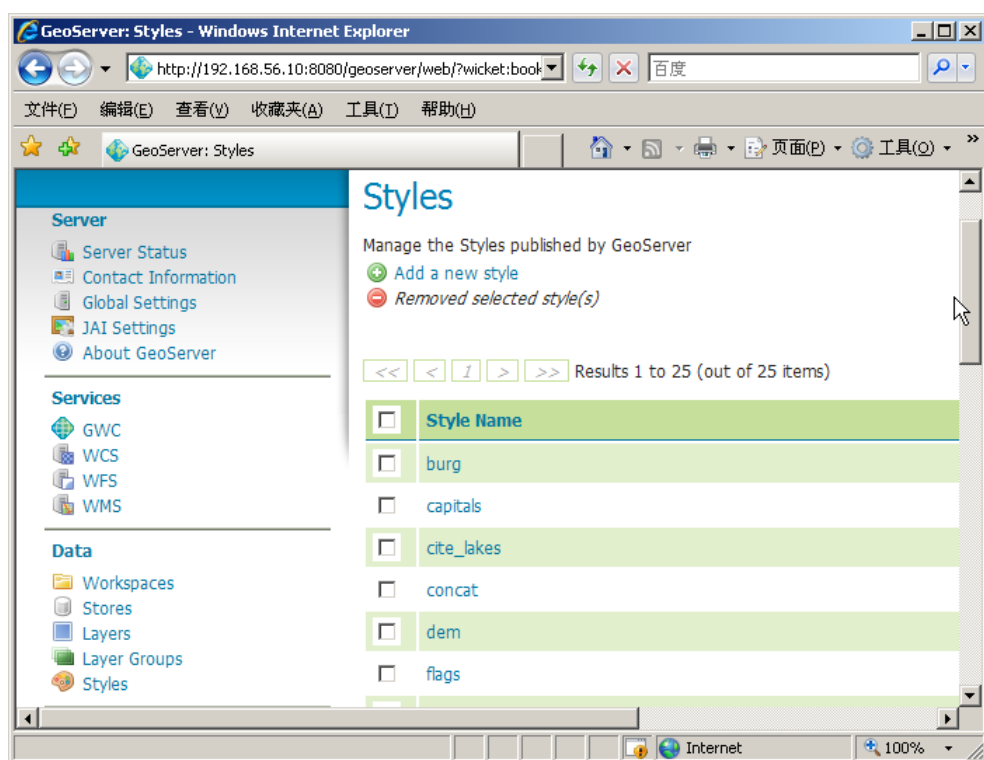 GeoServer: Styles - Windows Internet Explorer
http://192.168.56.10:8080/geoserver/web/?wicket:book
百度
文件(F) 编辑(E) 查看(V) 收藏夹(A) 工具(T) 帮助(H)
GeoServer: Styles
页面(P) 工具(O)
Server
Server Status
Contact Information
Global Settings
JAI Settings
About GeoServer
Services
GWC
WCS
WFS
WMS
Data
Workspaces
Stores
Layers
Layer Groups
Styles
Styles
Manage the Styles published by GeoServer
Add a new style
Removed selected style(s)
<< < 1 > >> Results 1 to 25 (out of 25 items)
Style Name
burg
capitals
cite_lakes
concat
dem
flags
Internet 100%